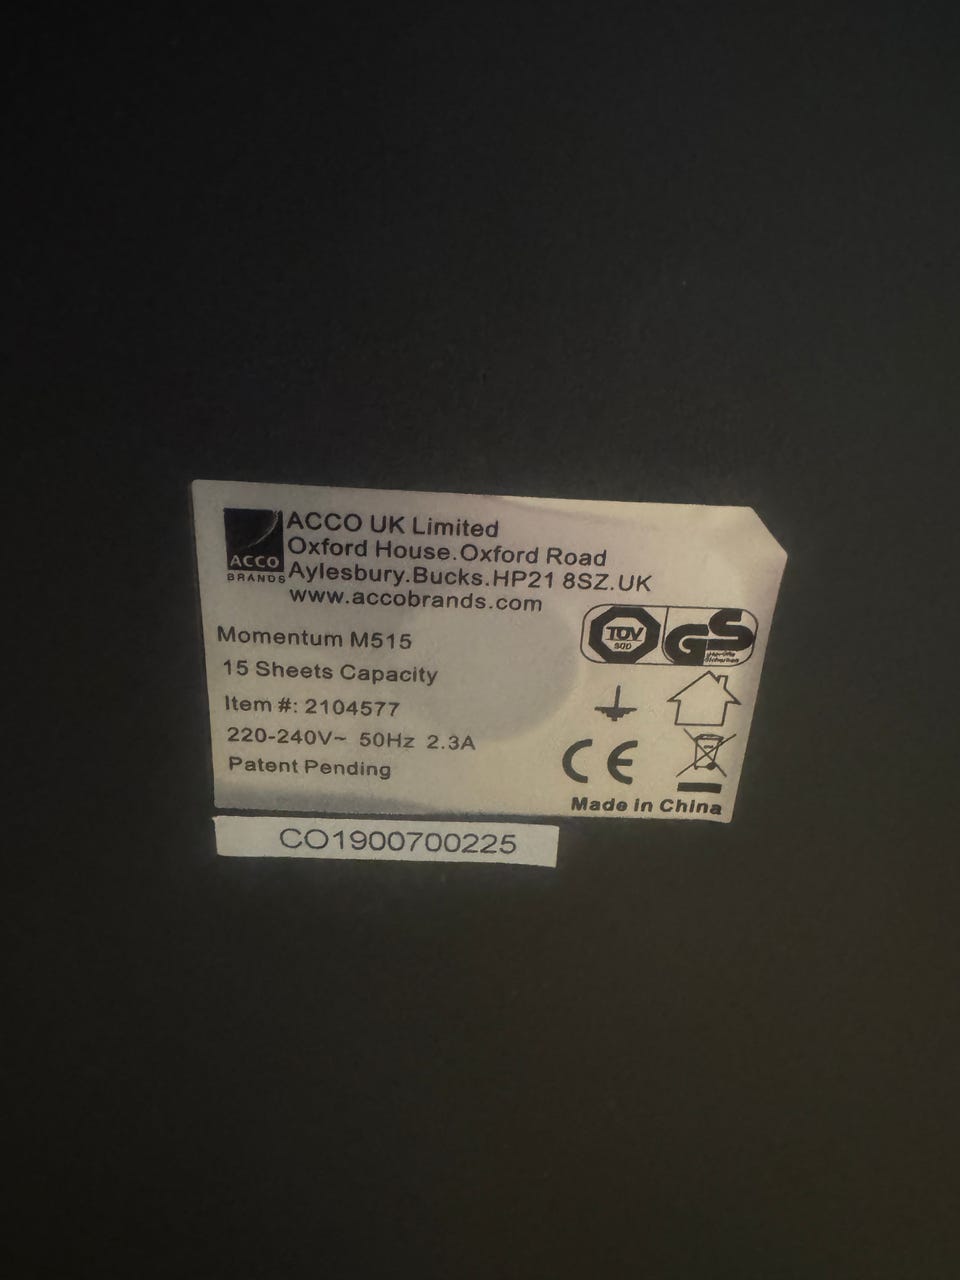 ACCO BRANDS
ACCO UK Limited
Oxford House.Oxford Road
Aylesbury.Bucks.HP21 8SZ.UK
www.accobrands.com
Momentum M515
15 Sheets Capacity
Item #: 2104577
220-240V~ 50Hz 2.3A
Patent Pending
TÜV
SÜD
GS
geprüfte
Sicherheit
CE
Made in China
CO1900700225